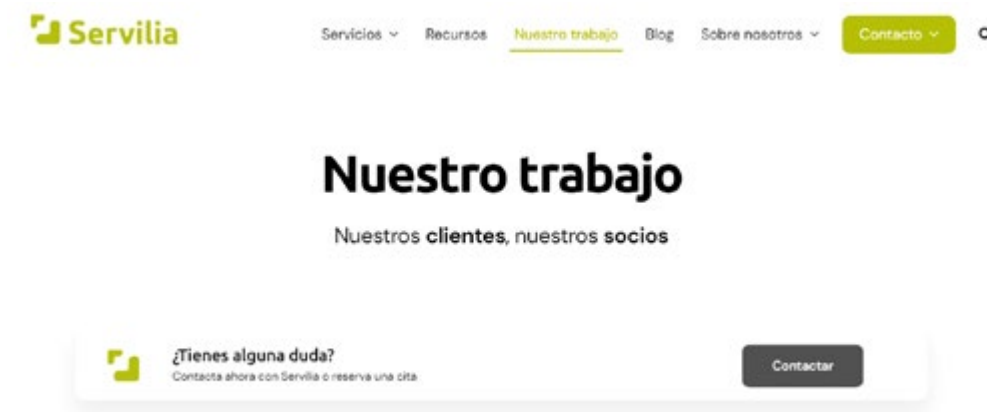 Servilia
Servicios Recursos Nuestro trabajo Blog Sobre nosotros Contacto
Nuestro trabajo
Nuestros clientes, nuestros socios
¿Tienes alguna duda?
Contacta ahora con Servilia o reserva una cita
Contactar